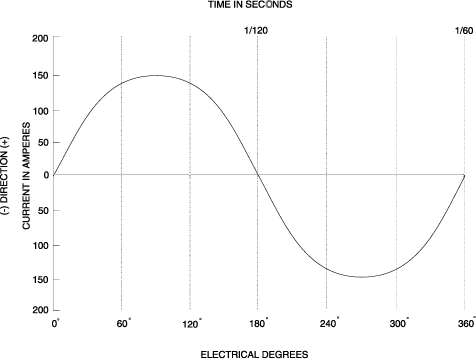 TIME IN SECONDS
1/120 1/60
200
150
100
50
0
50
100
150
200
(-) DIRECTION (+)
CURRENT IN AMPERES
0° 60° 120° 180° 240° 300° 360°
ELECTRICAL DEGREES